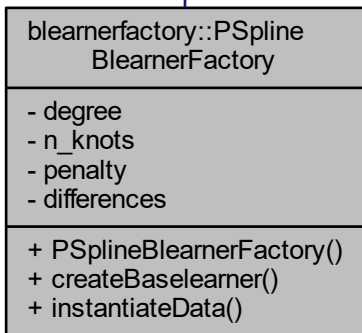 blearnerfactory::PSpline
BlearnerFactory
- degree
- n_knots
- penalty
- differences
+ PSplineBlearnerFactory()
+ createBaselearner()
+ instantiateData()